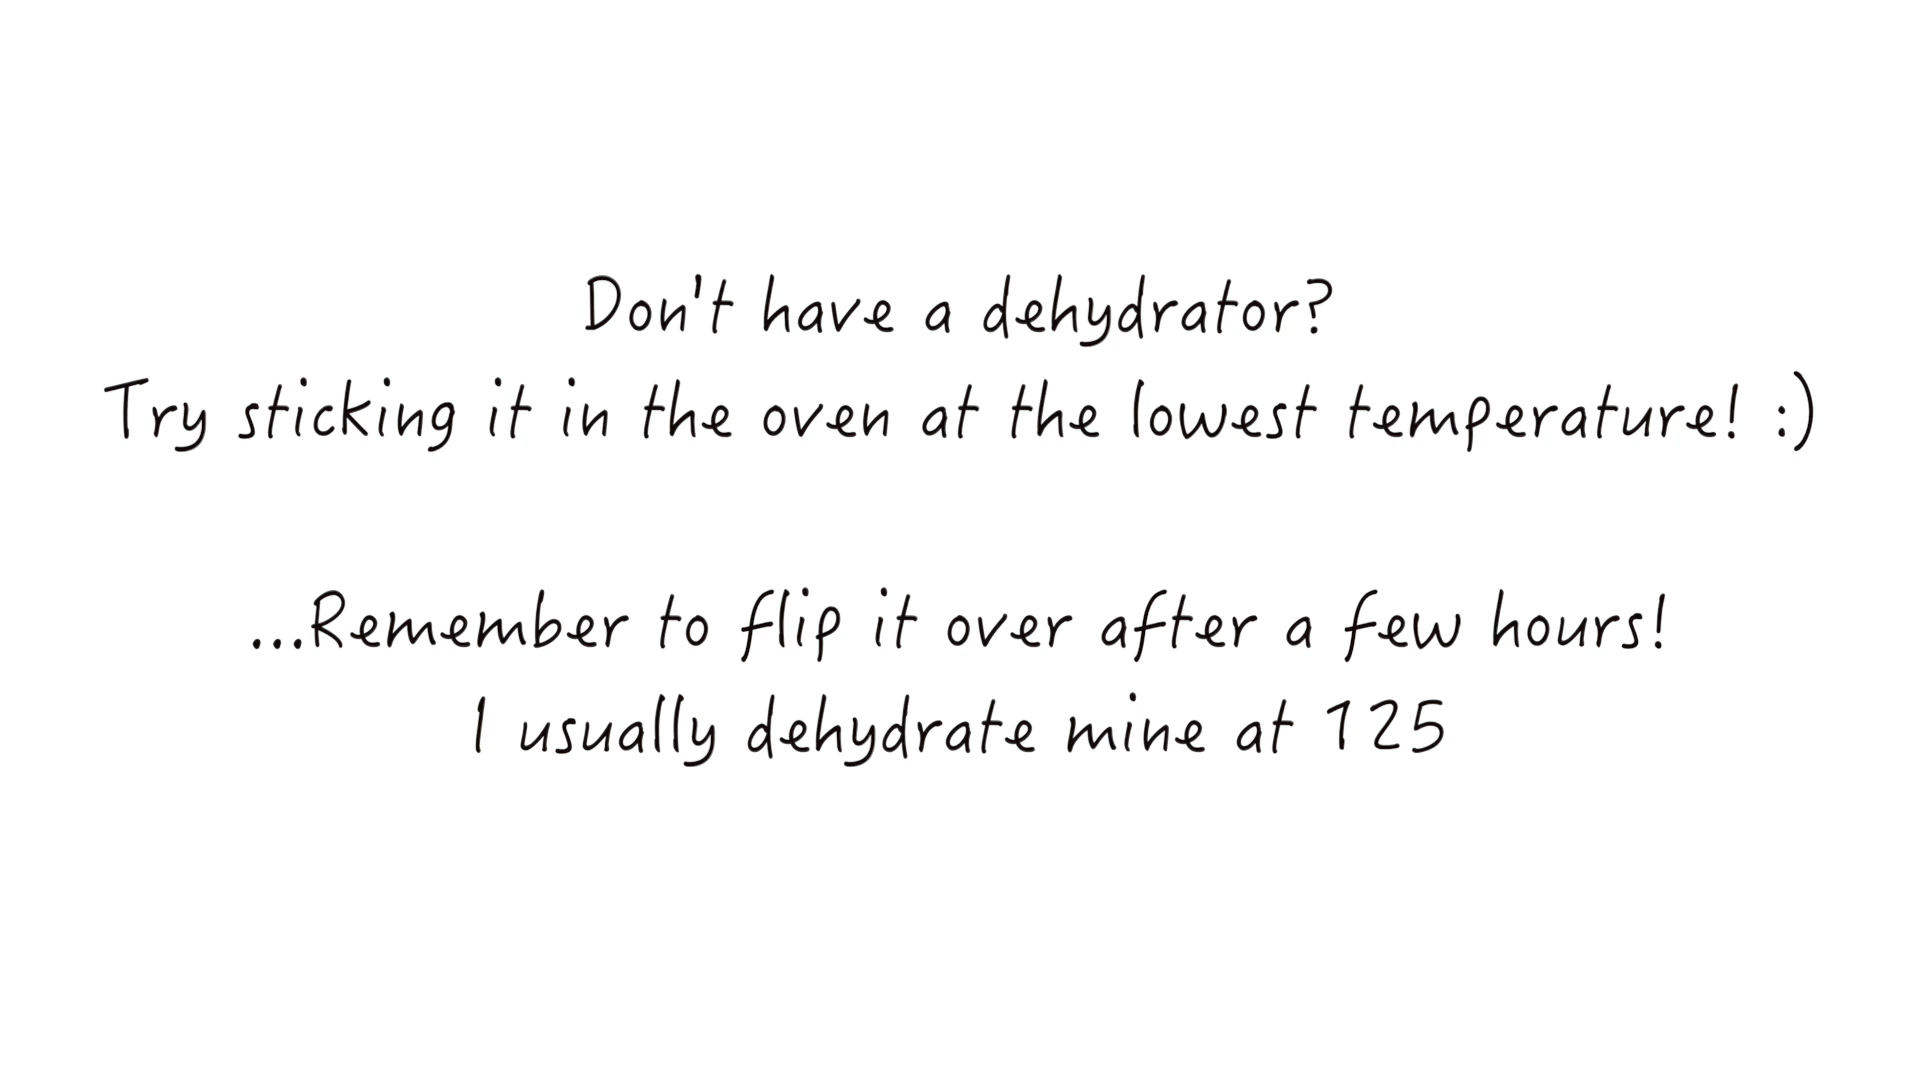 Don't have a dehydrator?
Try sticking it in the oven at the lowest temperature! :)
...Remember to flip it over after a few hours!
I usually dehydrate mine at 125